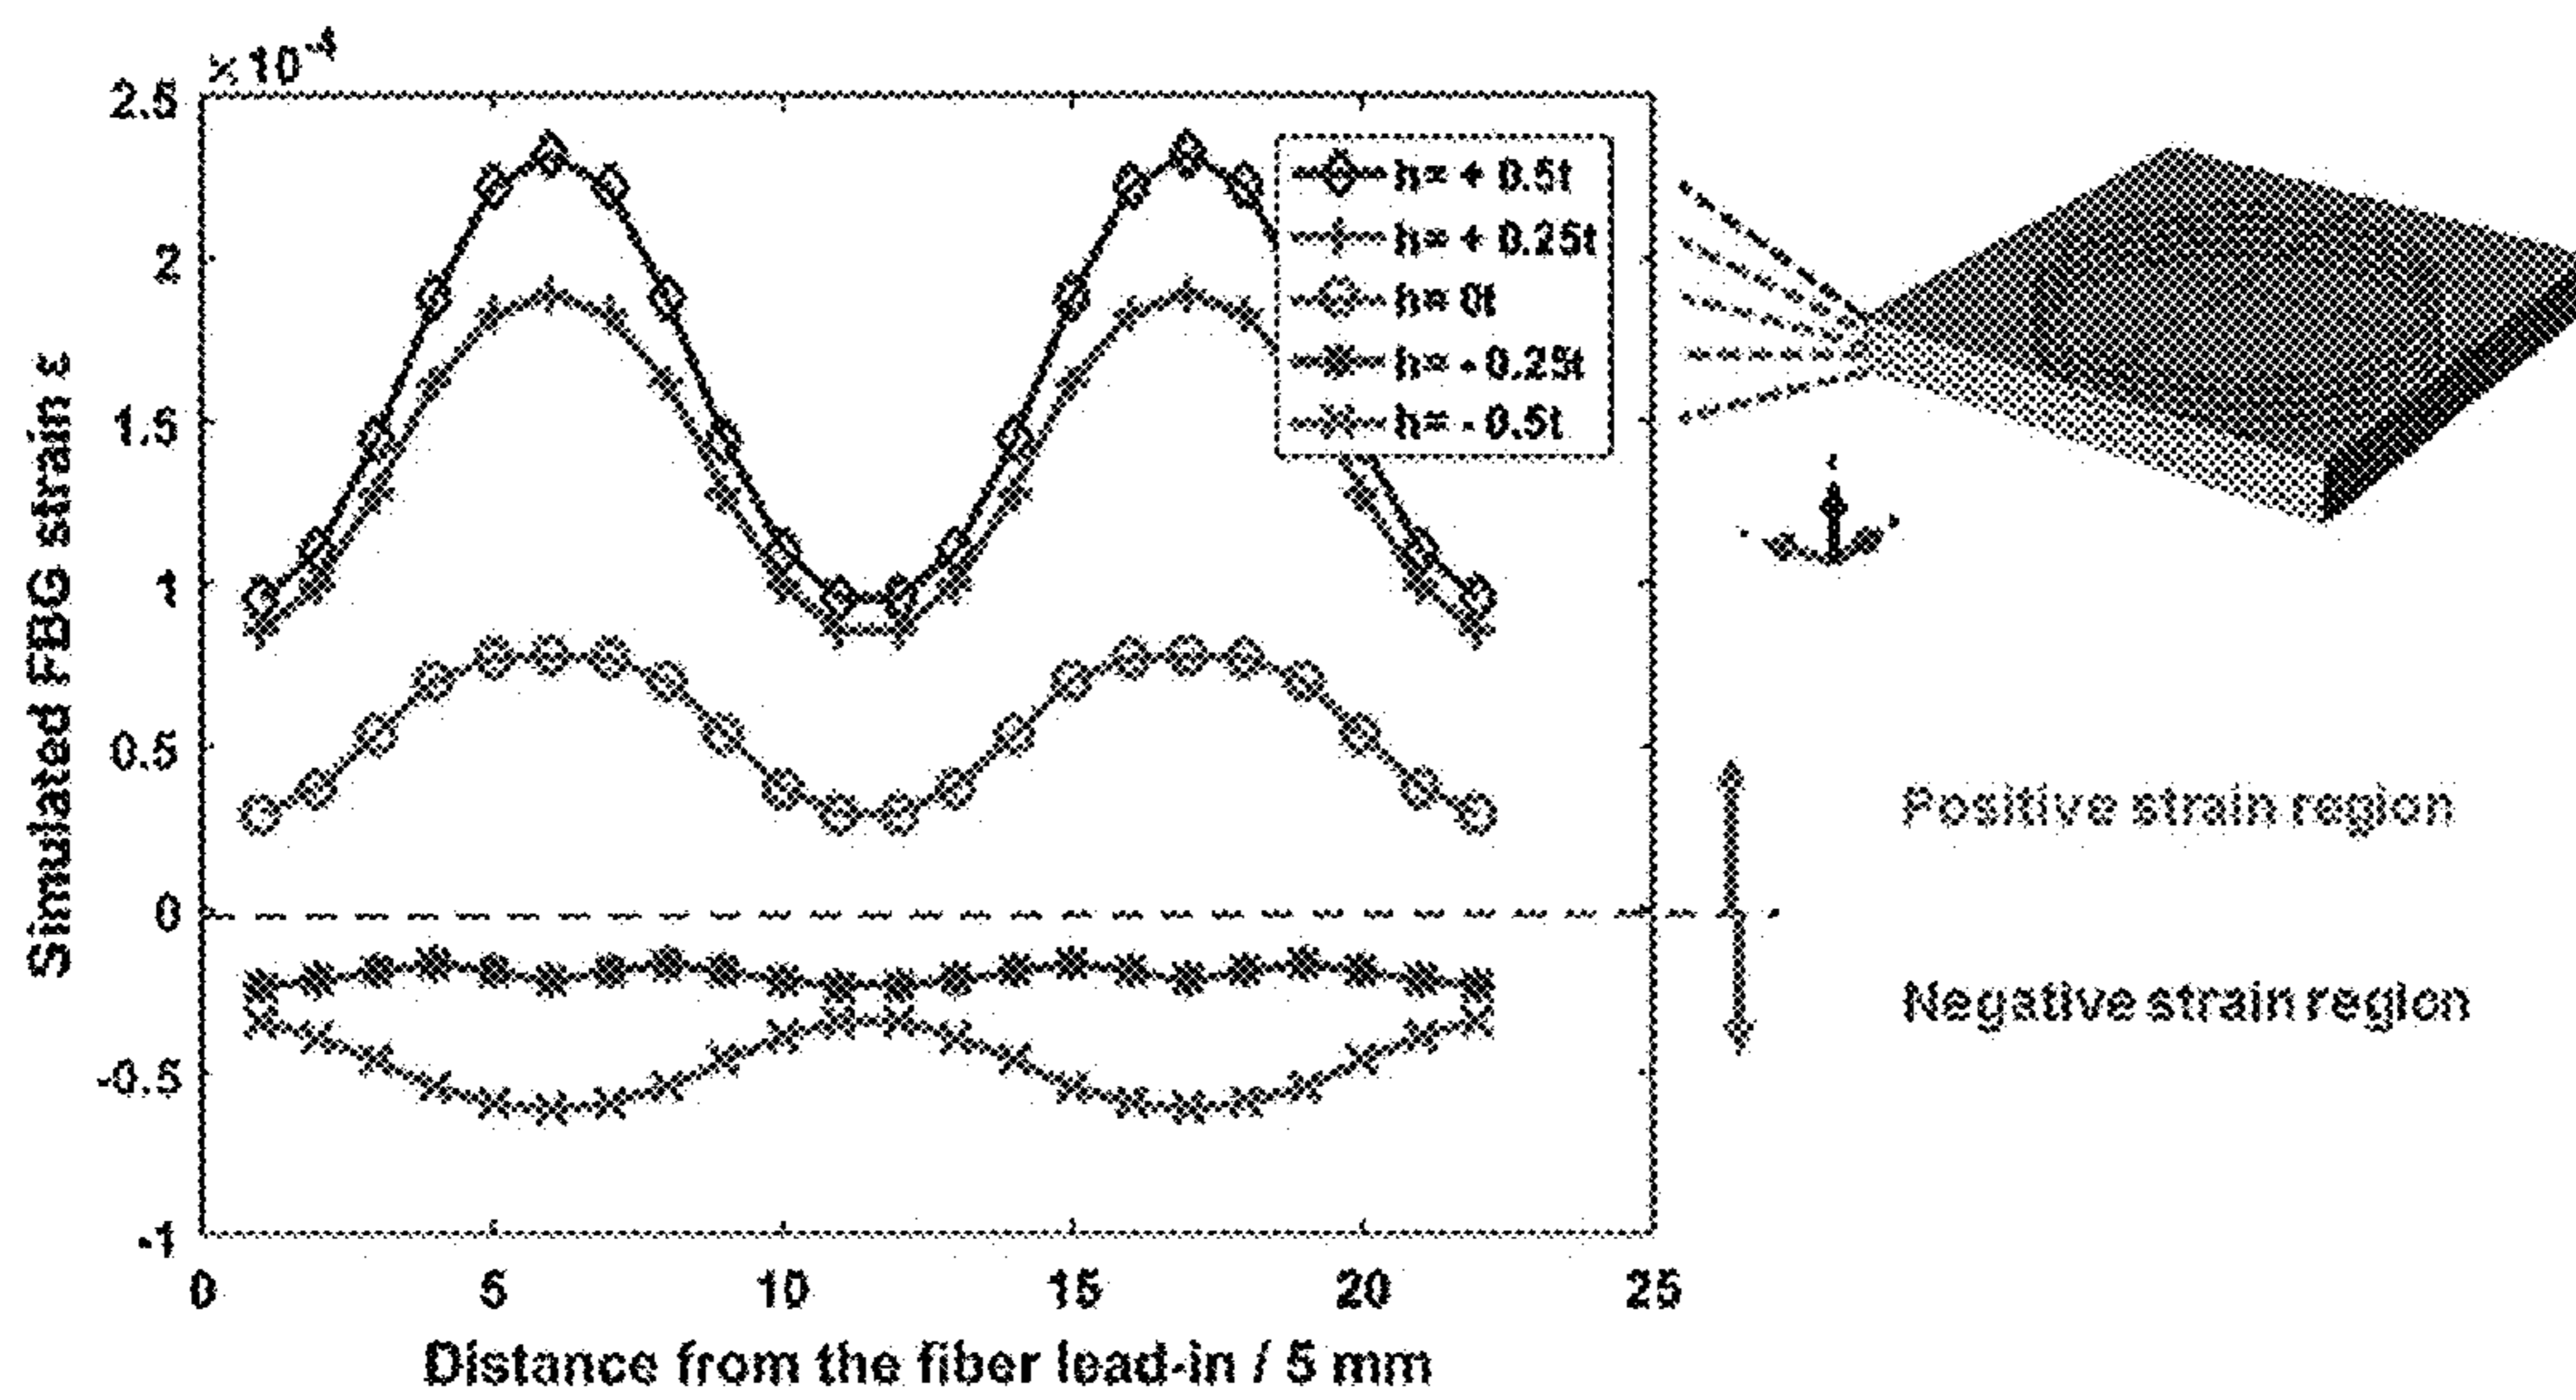 ×10⁻⁴
2.5
2
1.5
1
0.5
0
-0.5
-1
0 5 10 15 20 25
Simulated FBG strain ε
Distance from the fiber lead-in / 5 mm
h= + 0.5t
h= + 0.25t
h= 0t
h= - 0.25t
h= - 0.5t
Positive strain region
Negative strain region